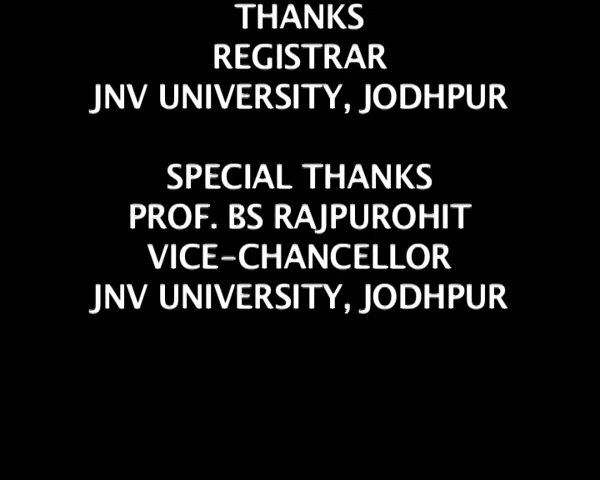 THANKS
REGISTRAR
JNV UNIVERSITY, JODHPUR
SPECIAL THANKS
PROF. BS RAJPUROHIT
VICE-CHANCELLOR
JNV UNIVERSITY, JODHPUR